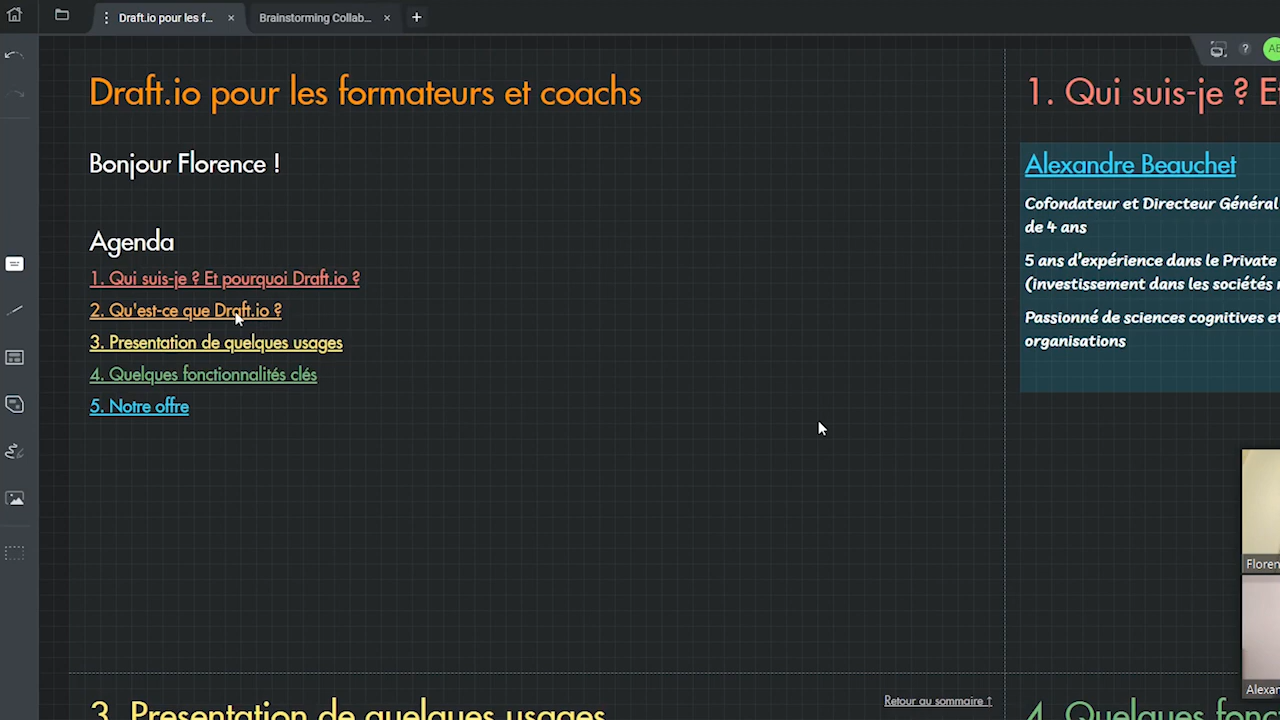 Draft.io pour les f...
Brainstorming Collab...
Draft.io pour les formateurs et coachs
Bonjour Florence !
Agenda
1. Qui suis-je ? Et pourquoi Draft.io ?
2. Qu'est-ce que Draft.io ?
3. Presentation de quelques usages
4. Quelques fonctionnalités clés
5. Notre offre
1. Qui suis-je ? Et
Alexandre Beauchet
Cofondateur et Directeur Général
de 4 ans
5 ans d'expérience dans le Private
(investissement dans les sociétés
Passionné de sciences cognitives et
organisations
Floren
Alexan
Retour au sommaire ↑
3. Presentation de quelques usages
4. Quelques fonc